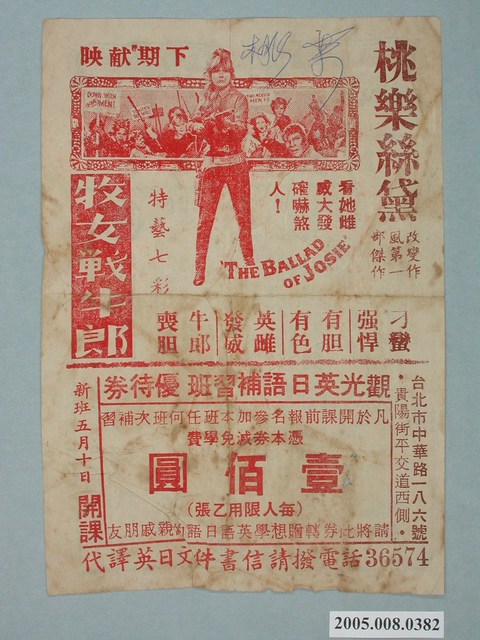 下期獻映
桃樂絲黛
改變作
風第一
部傑作
DOWN WITH
MEN!
看她雌
威大發
確嚇煞
人！
特藝七彩
牧女戰牛郎
"THE BALLAD
OF JOSIE"
刁蠻
強悍
有胆
有色
英雌
發威
牛郎
喪胆
觀光英日語補習班優待券
凡於開課前報名參加本班任何班次補習
憑本券減免學費
壹佰圓
(每人限用乙張)
請將此券轉贈想學英語日語的親戚朋友
台北市中華路一八六號
•貴陽街平交道西側•
新班五月十日開課
代譯英日文件書信請撥電話36574
2005.008.0382